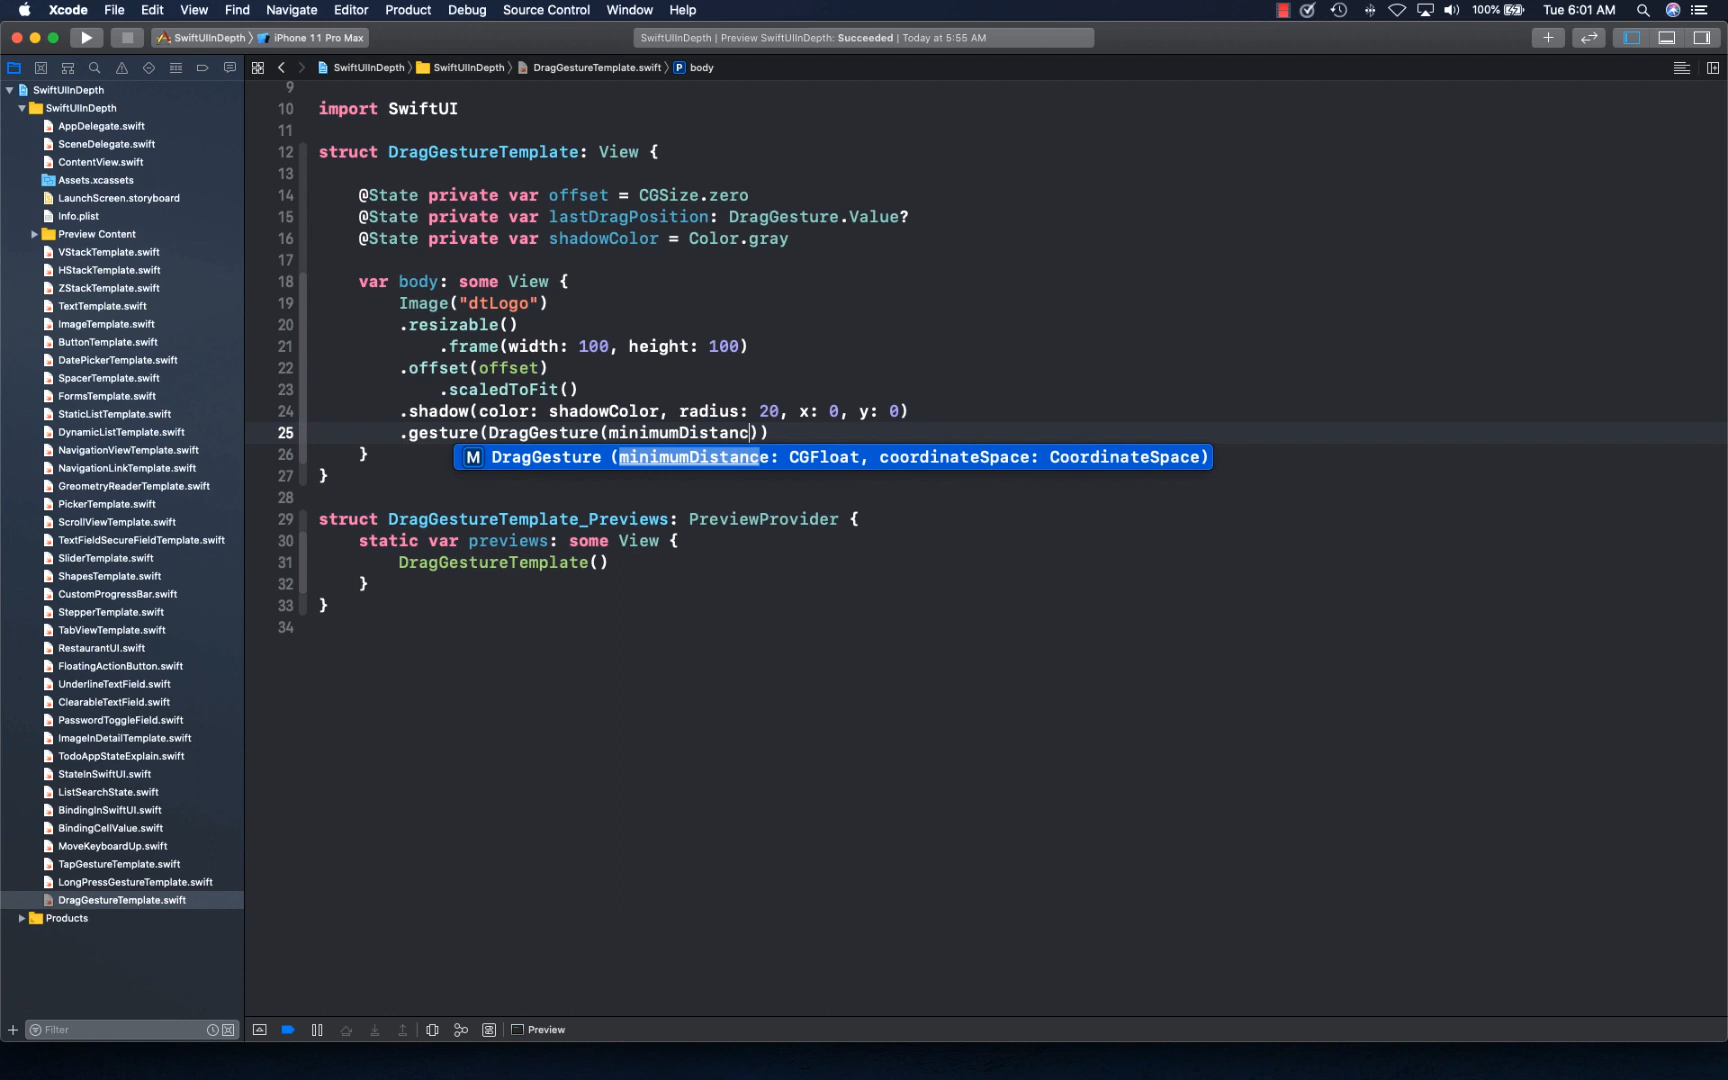 Xcode File Edit View Find Navigate Editor Product Debug Source Control Window Help 100% Tue 6:01 AM
SwiftUIInDepth iPhone 11 Pro Max SwiftUIInDepth | Preview SwiftUIInDepth: Succeeded | Today at 5:55 AM
SwiftUIInDepth SwiftUIInDepth DragGestureTemplate.swift P body
SwiftUIInDepth
SwiftUIInDepth
AppDelegate.swift
SceneDelegate.swift
ContentView.swift
Assets.xcassets
LaunchScreen.storyboard
Info.plist
Preview Content
VStackTemplate.swift
HStackTemplate.swift
ZStackTemplate.swift
TextTemplate.swift
ImageTemplate.swift
ButtonTemplate.swift
DatePickerTemplate.swift
SpacerTemplate.swift
FormsTemplate.swift
StaticListTemplate.swift
DynamicListTemplate.swift
NavigationViewTemplate.swift
NavigationLinkTemplate.swift
GreometryReaderTemplate.swift
PickerTemplate.swift
ScrollViewTemplate.swift
TextFieldSecureFieldTemplate.swift
SliderTemplate.swift
ShapesTemplate.swift
CustomProgressBar.swift
StepperTemplate.swift
TabViewTemplate.swift
RestaurantUI.swift
FloatingActionButton.swift
UnderlineTextField.swift
ClearableTextField.swift
PasswordToggleField.swift
ImageInDetailTemplate.swift
TodoAppStateExplain.swift
StateInSwiftUI.swift
ListSearchState.swift
BindingInSwiftUI.swift
BindingCellValue.swift
MoveKeyboardUp.swift
TapGestureTemplate.swift
LongPressGestureTemplate.swift
DragGestureTemplate.swift
Products
Filter
9
10 import SwiftUI
11
12 struct DragGestureTemplate: View {
13
14 @State private var offset = CGSize.zero
15 @State private var lastDragPosition: DragGesture.Value?
16 @State private var shadowColor = Color.gray
17
18 var body: some View {
19 Image("dtLogo")
20 .resizable()
21 .frame(width: 100, height: 100)
22 .offset(offset)
23 .scaledToFit()
24 .shadow(color: shadowColor, radius: 20, x: 0, y: 0)
25 .gesture(DragGesture(minimumDistanc))
26 }
M DragGesture (minimumDistance: CGFloat, coordinateSpace: CoordinateSpace)
27 }
28
29 struct DragGestureTemplate_Previews: PreviewProvider {
30 static var previews: some View {
31 DragGestureTemplate()
32 }
33 }
34
Preview